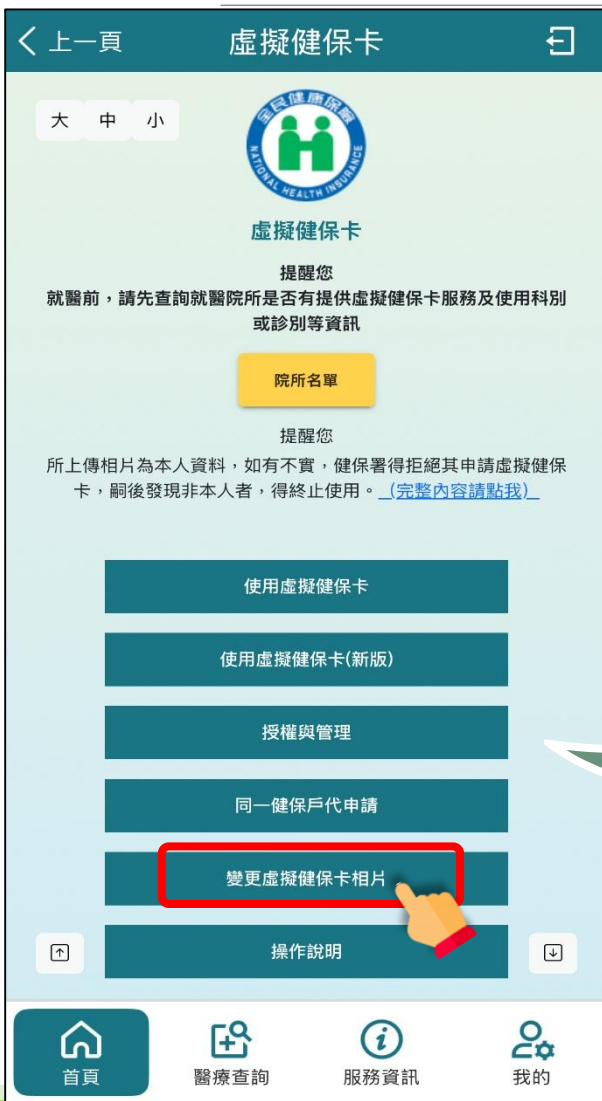 上一頁
虛擬健保卡
大 中 小
全民健康保險
NATIONAL HEALTH INSURANCE
虛擬健保卡
提醒您
就醫前，請先查詢就醫院所是否有提供虛擬健保卡服務及使用科別
或診別等資訊
院所名單
提醒您
所上傳相片為本人資料，如有不實，健保署得拒絕其申請虛擬健保
卡，嗣後發現非本人者，得終止使用。(完整內容請點我)
使用虛擬健保卡
使用虛擬健保卡(新版)
授權與管理
同一健保戶代申請
變更虛擬健保卡相片
操作說明
首頁
醫療查詢
服務資訊
我的